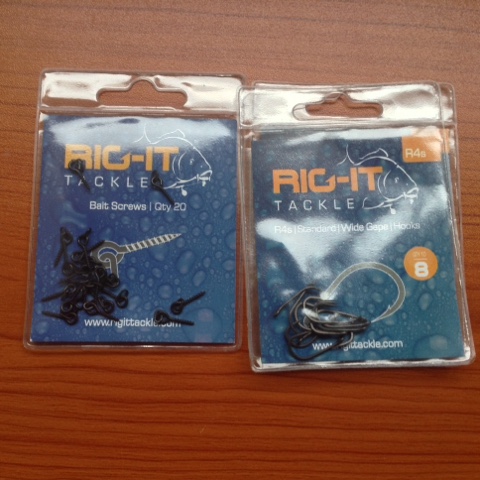 RIG-IT
TACKLE
Bait Screws | Qty 20
www.rigittackle.com
R4s
RIG-IT
TACKLE
R4s | Standard | Wide Gape | Hooks
8
www.rigittackle.com